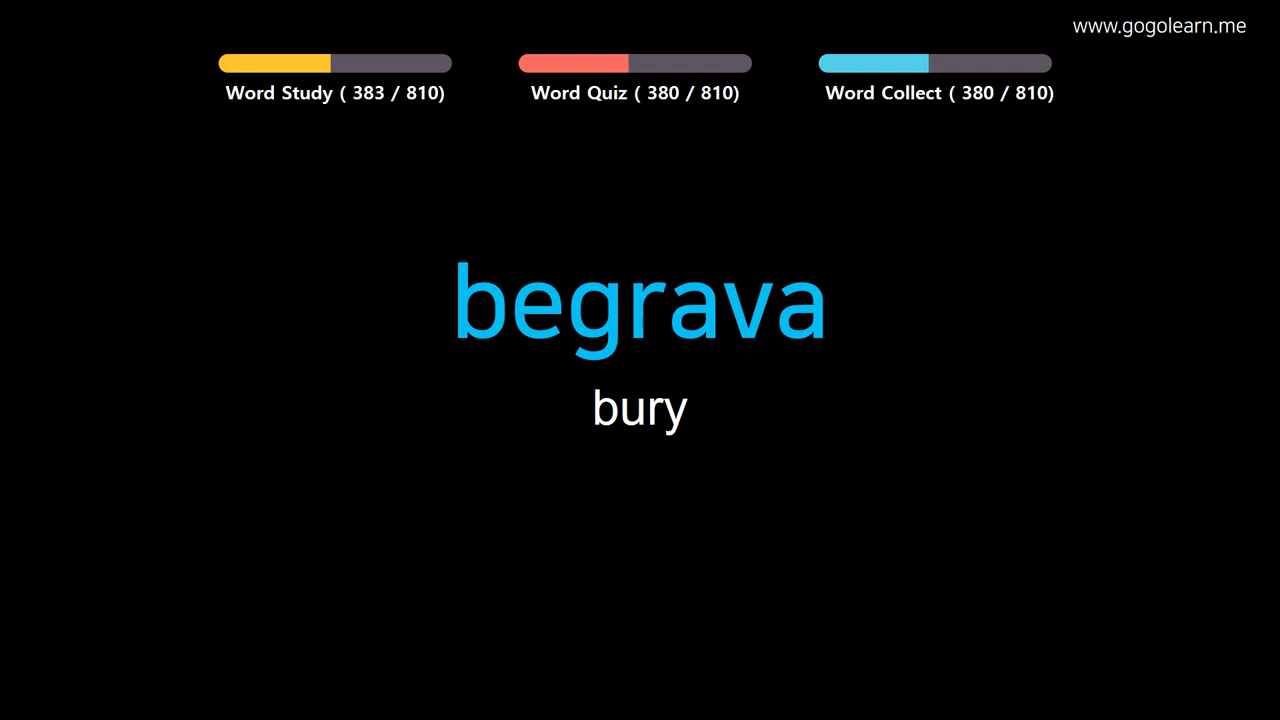 www.gogolearn.me
Word Study ( 383 / 810)
Word Quiz ( 380 / 810)
Word Collect ( 380 / 810)
begrava
bury